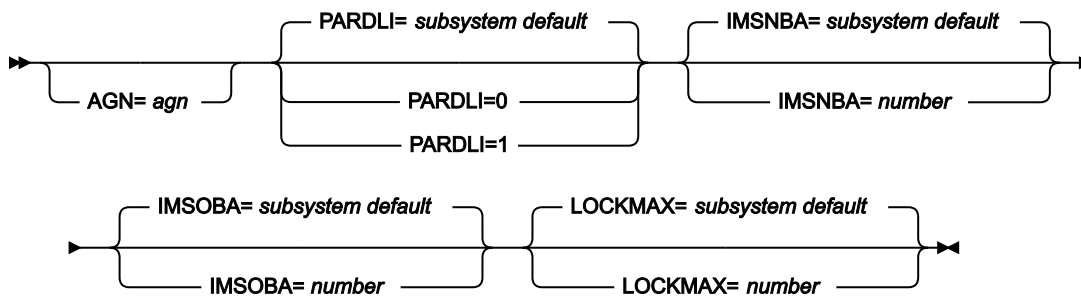 PARDLI= subsystem default
IMSNBA= subsystem default
AGN= agn
PARDLI=0
IMSNBA= number
PARDLI=1
IMSOBA= subsystem default
LOCKMAX= subsystem default
IMSOBA= number
LOCKMAX= number